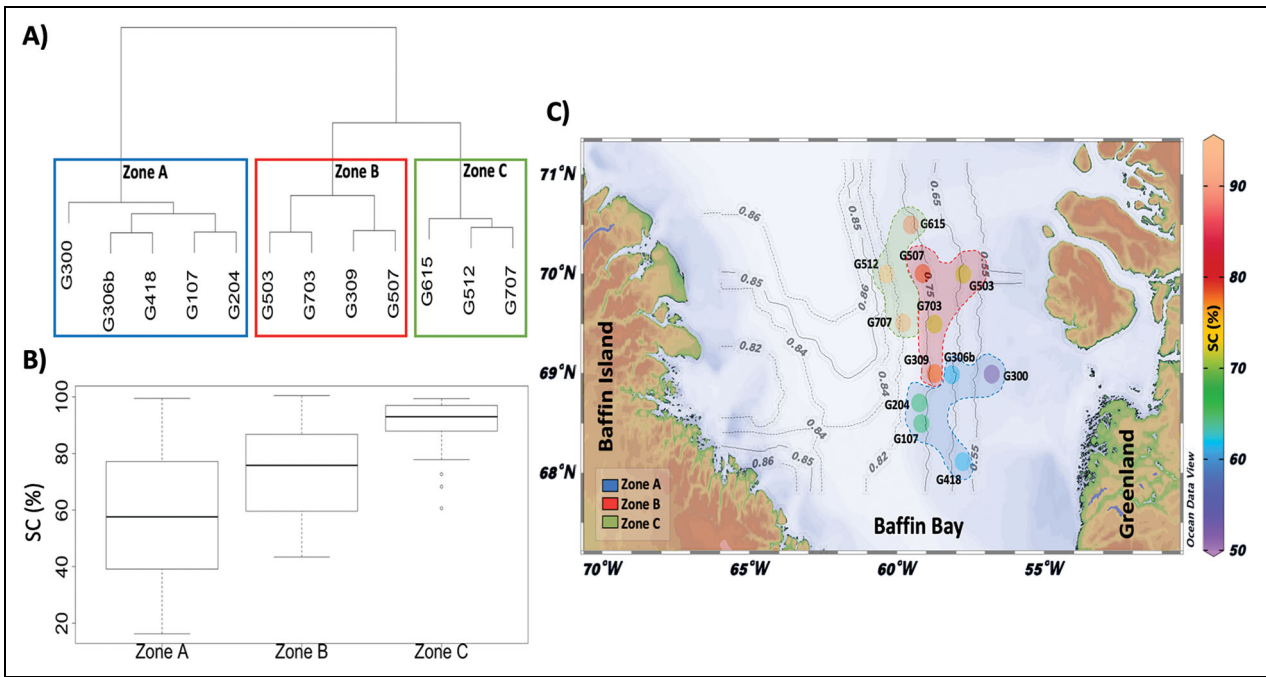 A)
Zone A
Zone B
Zone C
G300
G306b
G418
G107
G204
G503
G703
G309
G507
G615
G512
G707
B)
SC (%)
100
80
60
40
20
Zone A
Zone B
Zone C
C)
71°N
70°N
69°N
68°N
70°W
65°W
60°W
55°W
Baffin Island
Baffin Bay
Greenland
Ocean Data View
0.86
0.85
0.65
G615
G512
G507
0.55
G503
0.85
0.86
0.75
G703
G707
0.84
0.82
G309
G306b
G300
0.84
G204
G107
0.84
0.82
0.85
0.86
0.55
G418
Zone A
Zone B
Zone C
SC (%)
90
80
70
60
50